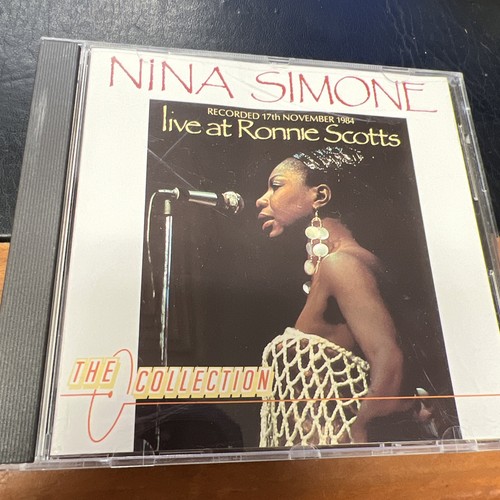 NiNA SIMONE
RECORDED 17th NOVEMBER 1984
live at Ronnie Scotts
THE COLLECTION